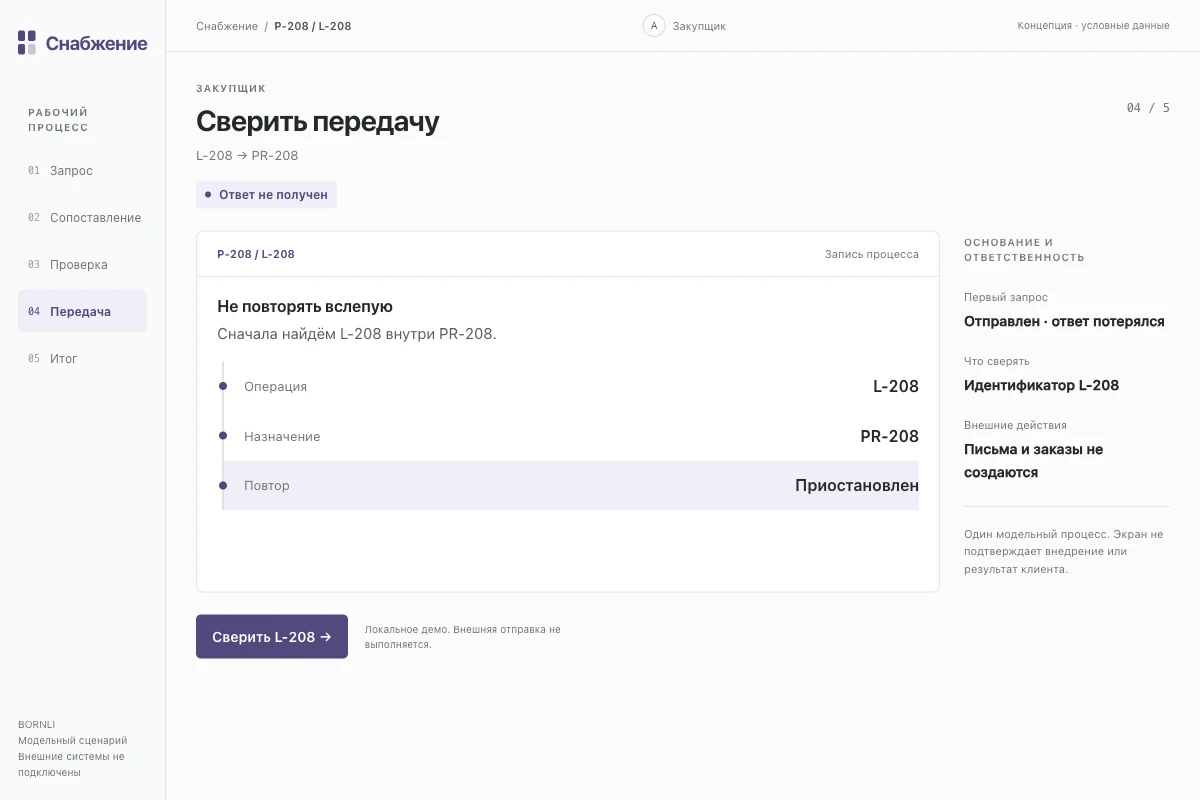 Снабжение
РАБОЧИЙ
ПРОЦЕСС
01 Запрос
02 Сопоставление
03 Проверка
04 Передача
05 Итог
BORNLI
Модельный сценарий
Внешние системы не
подключены
Снабжение / P-208 / L-208
A Закупщик
Концепция · условные данные
ЗАКУПЩИК
Сверить передачу
04 / 5
L-208 → PR-208
Ответ не получен
P-208 / L-208
Запись процесса
Не повторять вслепую
Сначала найдём L-208 внутри PR-208.
Операция L-208
Назначение PR-208
Повтор Приостановлен
ОСНОВАНИЕ И
ОТВЕТСТВЕННОСТЬ
Первый запрос
Отправлен · ответ потерялся
Что сверять
Идентификатор L-208
Внешние действия
Письма и заказы не
создаются
Один модельный процесс. Экран не
подтверждает внедрение или
результат клиента.
Сверить L-208 →
Локальное демо. Внешняя отправка не
выполняется.